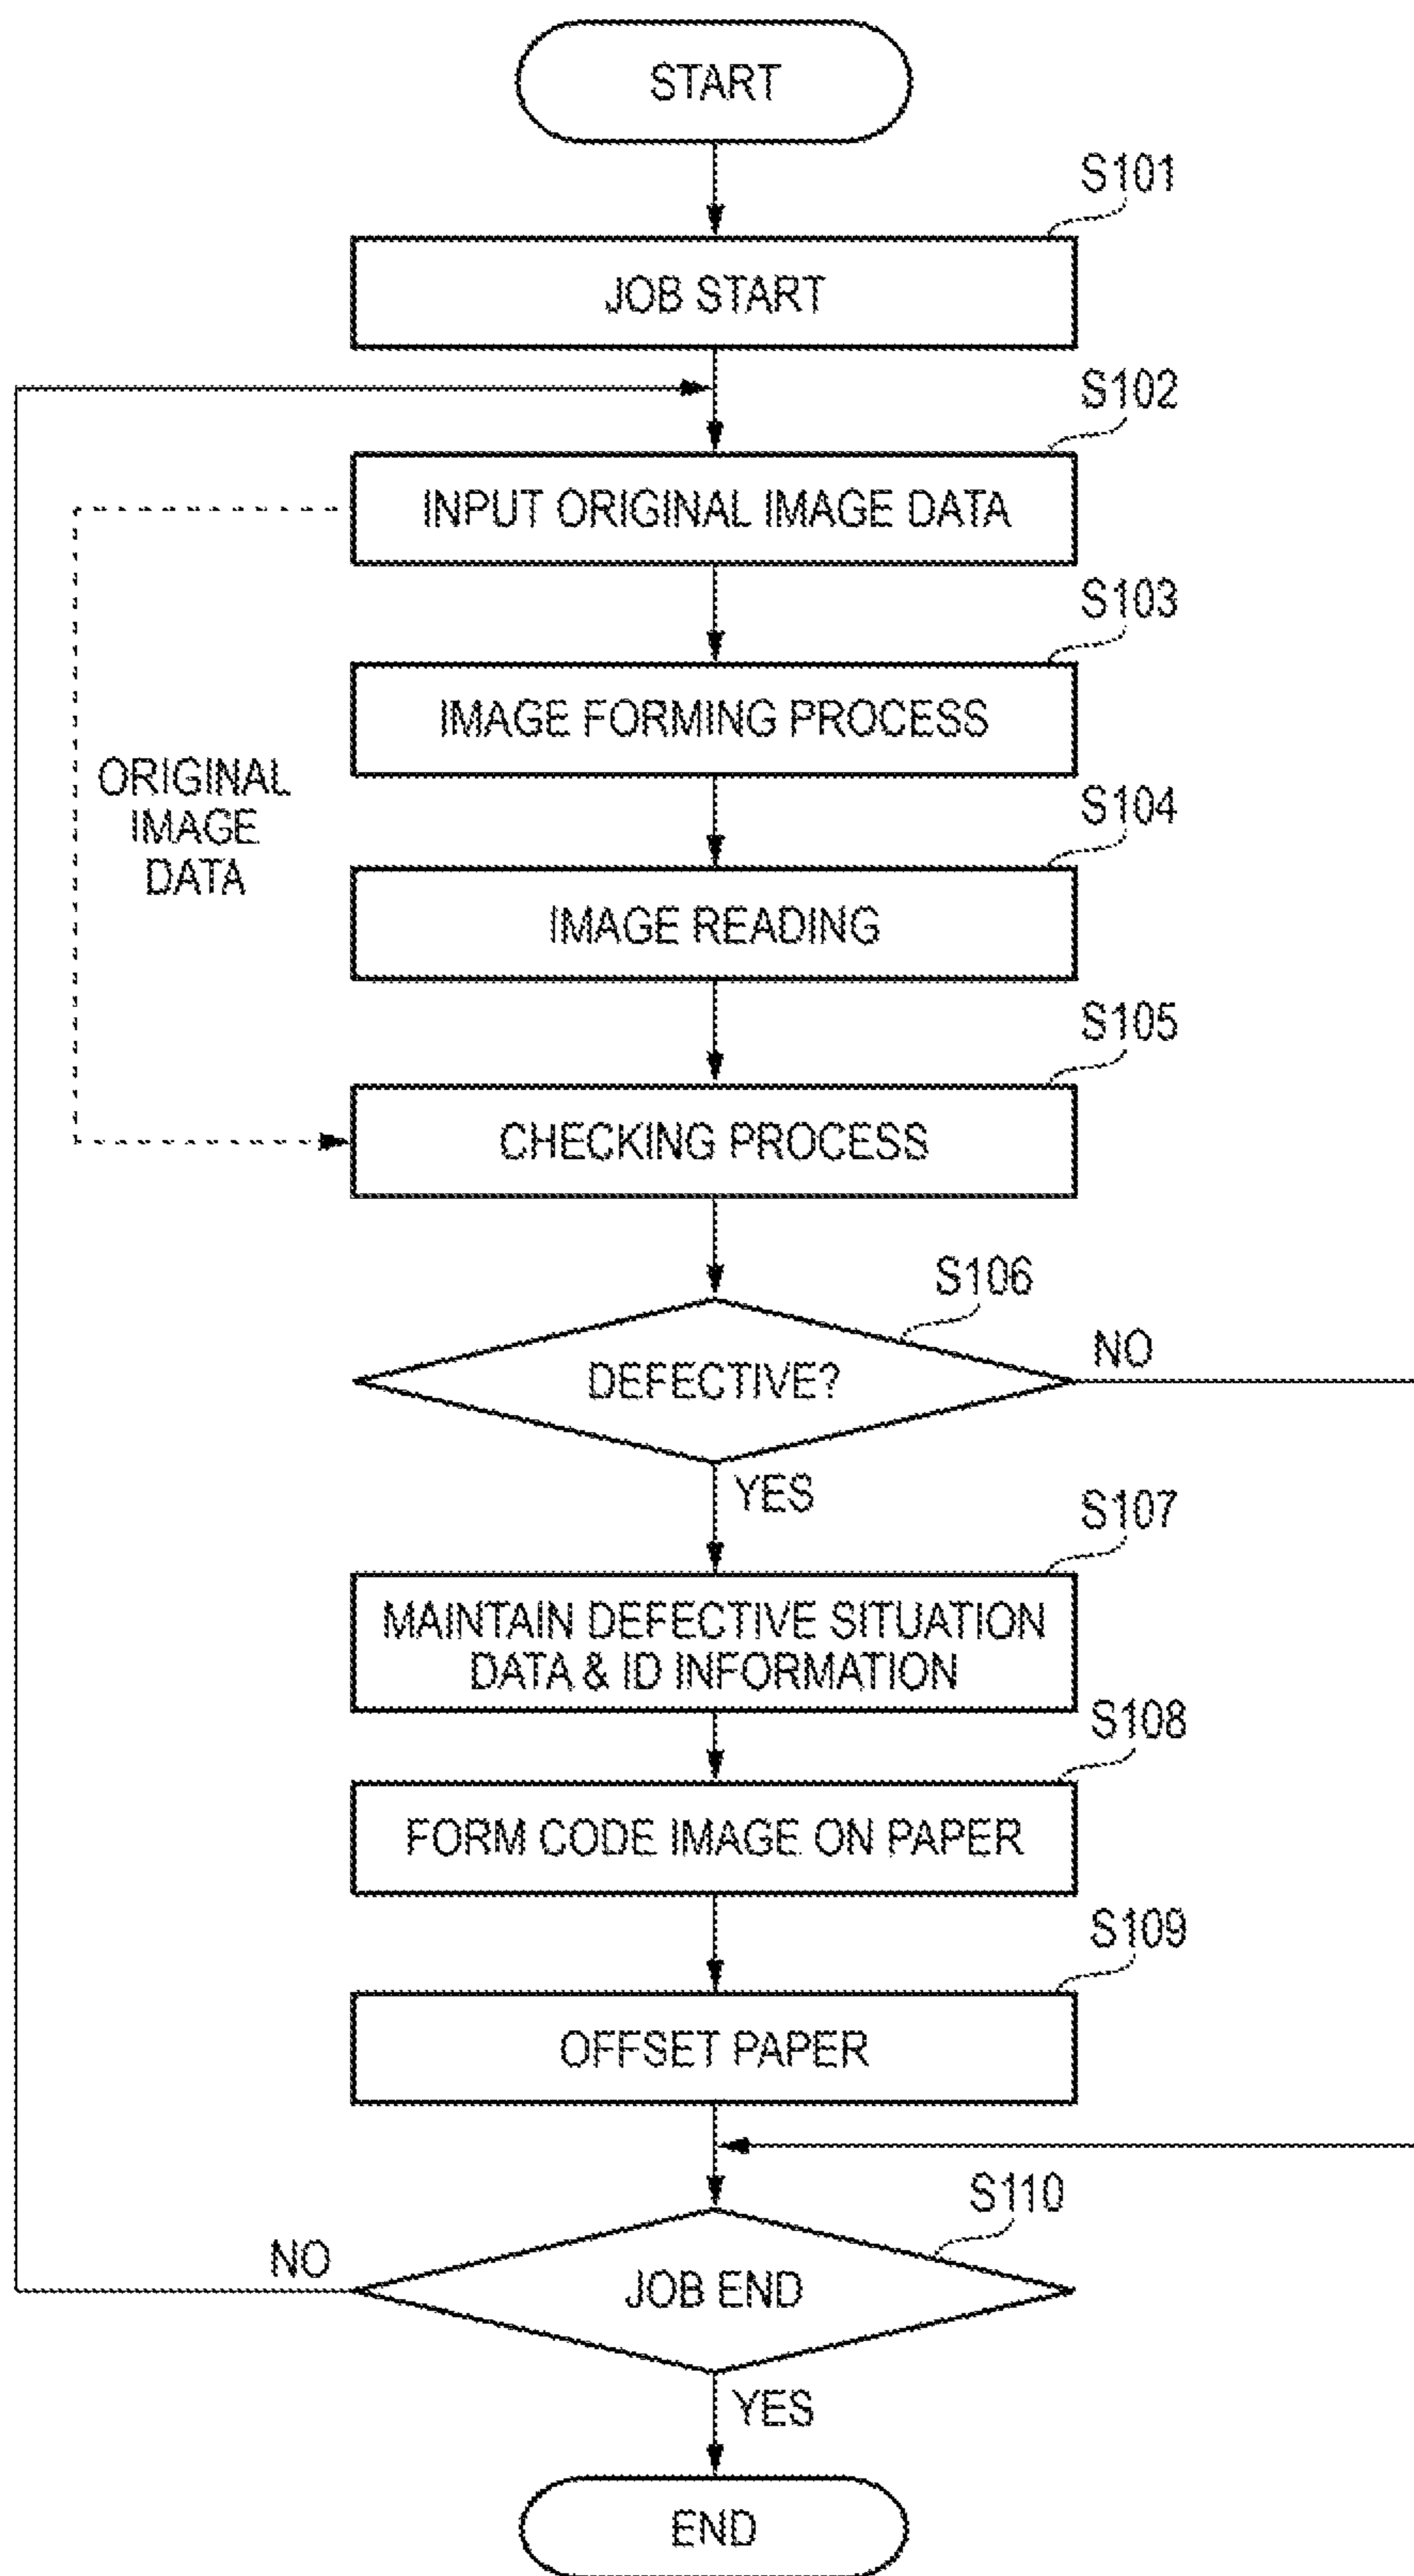 START
S101
JOB START
S102
INPUT ORIGINAL IMAGE DATA
S103
IMAGE FORMING PROCESS
ORIGINAL
IMAGE
DATA
S104
IMAGE READING
S105
CHECKING PROCESS
S106
DEFECTIVE?
NO
YES
S107
MAINTAIN DEFECTIVE SITUATION
DATA & ID INFORMATION
S108
FORM CODE IMAGE ON PAPER
S109
OFFSET PAPER
S110
JOB END
NO
YES
END